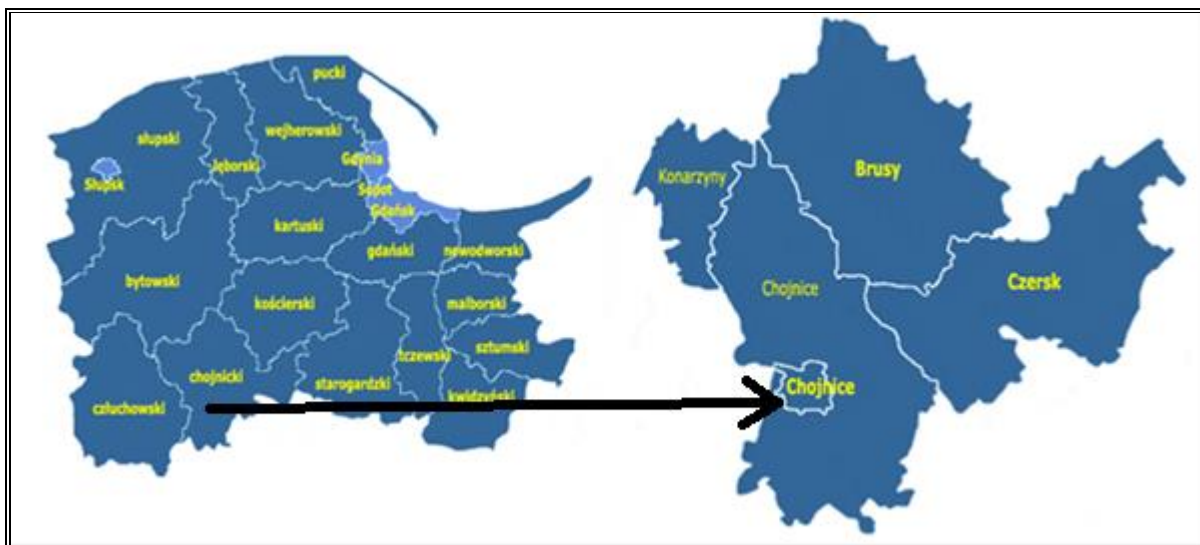 pucki
słupski
wejherowski
lęborski
Gdynia
Słupsk
Sopot
Gdańsk
kartuski
gdański
nowodworski
bytowski
kościerski
malborski
tczewski
sztumski
chojnicki
starogardzki
kwidzyński
człuchowski
Konarzyny
Brusy
Chojnice
Czersk
Chojnice